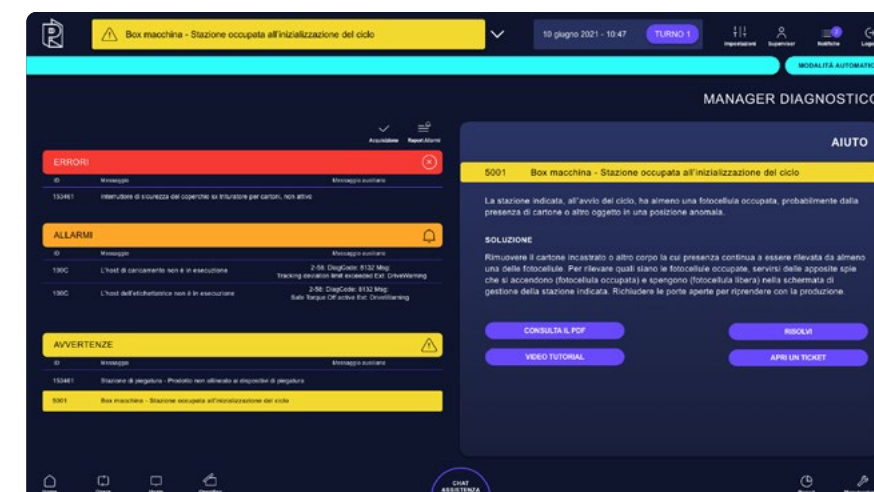 Box macchina - Stazione occupata all'inizializzazione del ciclo
10 giugno 2021 - 10:47
TURNO 1
Impostazioni
Supervisor
Notifiche
MODALITÀ AUTOMATIC
MANAGER DIAGNOSTICO
Acquisizione
Report Allarmi
ERRORI
ID Messaggio Messaggio ausiliario
153461 Interruttore di sicurezza del coperchio sx trituratore per cartoni, non attivo
ALLARMI
ID Messaggio Messaggio ausiliario
190C L'host di caricamento non è in esecuzione 2-58: DiagCode: 8132 Msg:
Tracking deviation limit exceeded Ext: DriveWarning
190C L'host dell'etichettatrice non è in esecuzione 2-58: DiagCode: 8132 Msg:
Safe Torque Off active Ext: DriveWarning
AVVERTENZE
ID Messaggio Messaggio ausiliario
153461 Stazione di piegatura - Prodotto non allineato ai dispositivi di piegatura
5001 Box macchina - Stazione occupata all'inizializzazione del ciclo
AIUTO
5001 Box macchina - Stazione occupata all'inizializzazione del ciclo
La stazione indicata, all'avvio del ciclo, ha almeno una fotocellula occupata, probabilmente dalla
presenza di cartone o altro oggetto in una posizione anomala.
SOLUZIONE
Rimuovere il cartone incastrato o altro corpo la cui presenza continua a essere rilevata da almeno
una delle fotocellule. Per rilevare quali siano le fotocellule occupate, servirsi delle apposite spie
che si accendono (fotocellula occupata) e spengono (fotocellula libera) nella schermata di
gestione della stazione indicata. Richiudere le porte aperte per riprendere con la produzione.
CONSULTA IL PDF
RISOLVI
VIDEO TUTORIAL
APRI UN TICKET
CHAT
ASSISTENZA